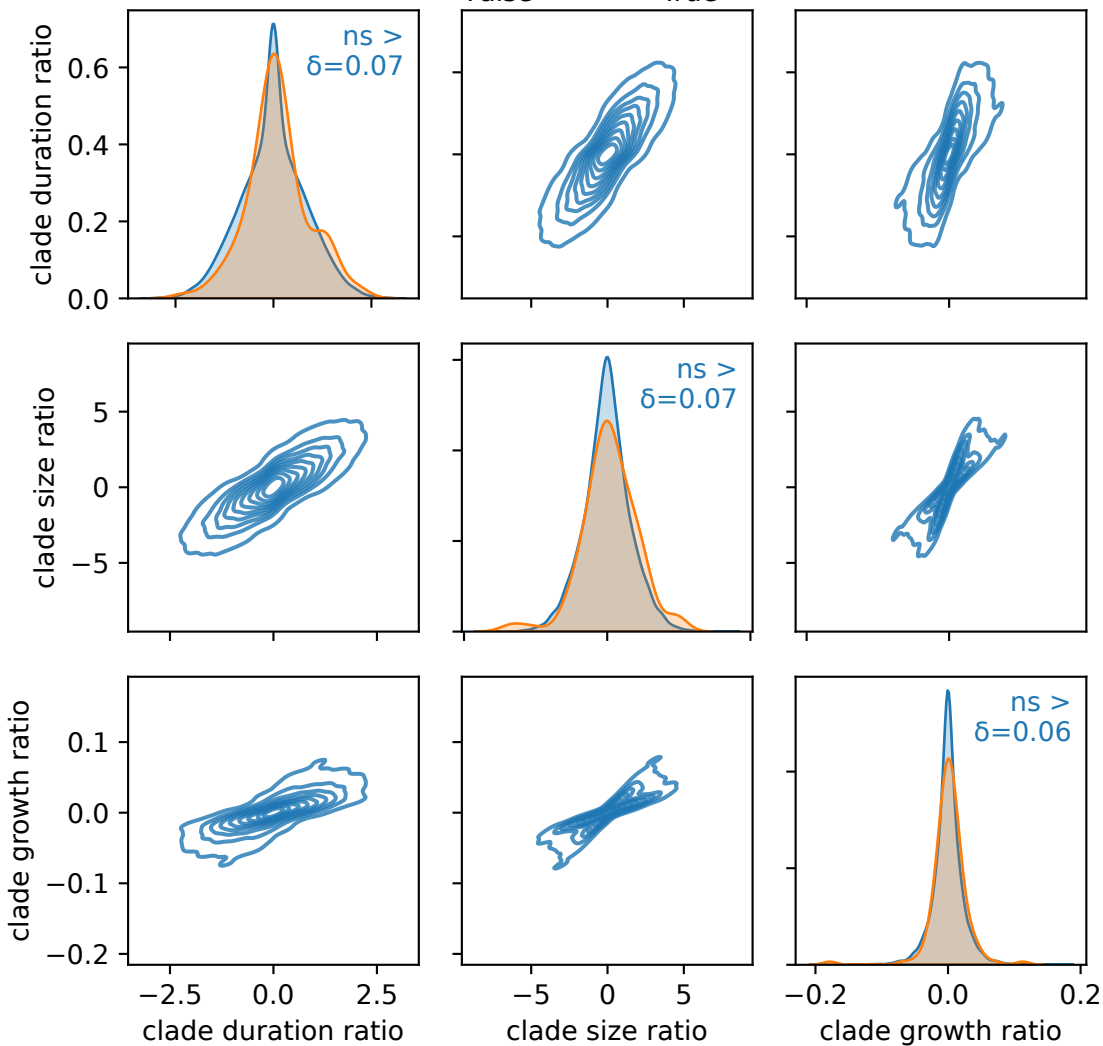 ns >
δ=0.07
clade duration ratio
0.6
0.4
0.2
0.0
ns >
δ=0.07
clade size ratio
5
0
−5
ns >
δ=0.06
clade growth ratio
0.1
0.0
−0.1
−0.2
−2.5 0.0 2.5
−5 0 5
−0.2 0.0 0.2
clade duration ratio
clade size ratio
clade growth ratio